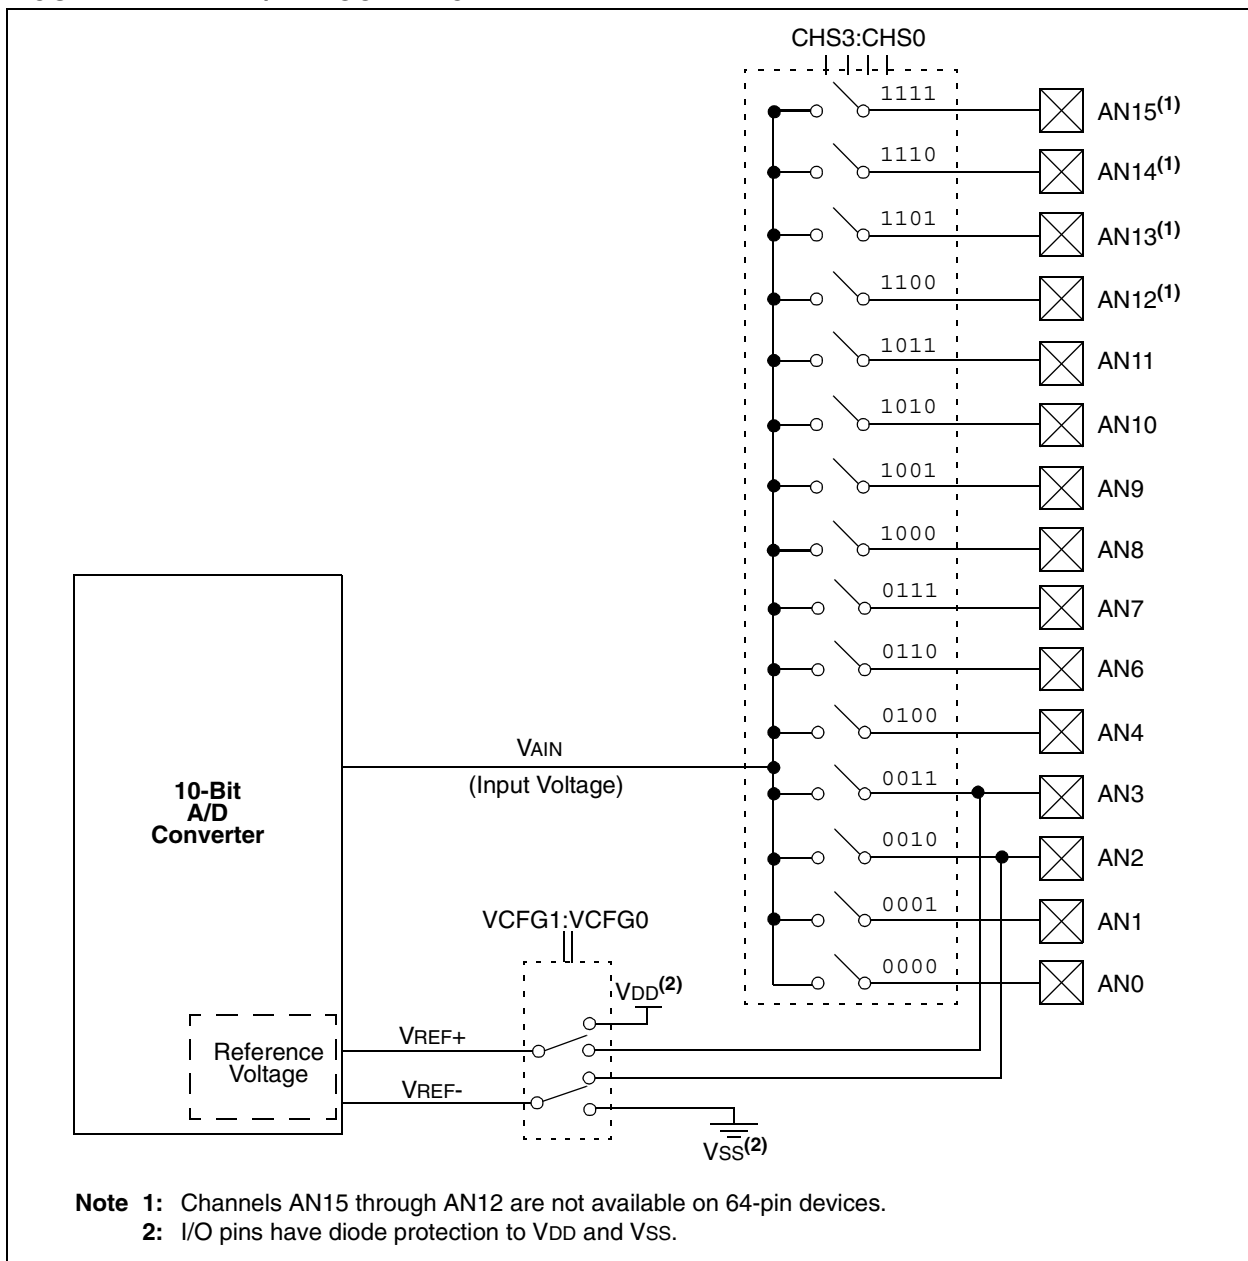 CHS3:CHS0
1111
AN15(1)
1110
AN14(1)
1101
AN13(1)
1100
AN12(1)
1011
AN11
1010
AN10
1001
AN9
1000
AN8
0111
AN7
0110
AN6
0100
AN4
VAIN
(Input Voltage)
0011
AN3
10-Bit
A/D
Converter
0010
AN2
0001
AN1
VCFG1:VCFG0
0000
AN0
VDD(2)
VREF+
Reference
Voltage
VREF-
VSS(2)
Note 1: Channels AN15 through AN12 are not available on 64-pin devices.
2: I/O pins have diode protection to VDD and VSS.